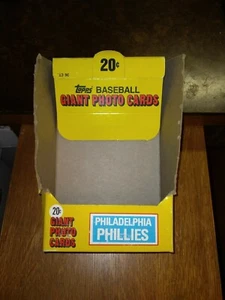 20¢
Topps BASEBALL
GIANT PHOTO CARDS
20¢
GIANT
PHOTO
CARDS
PHILADELPHIA
PHILLIES